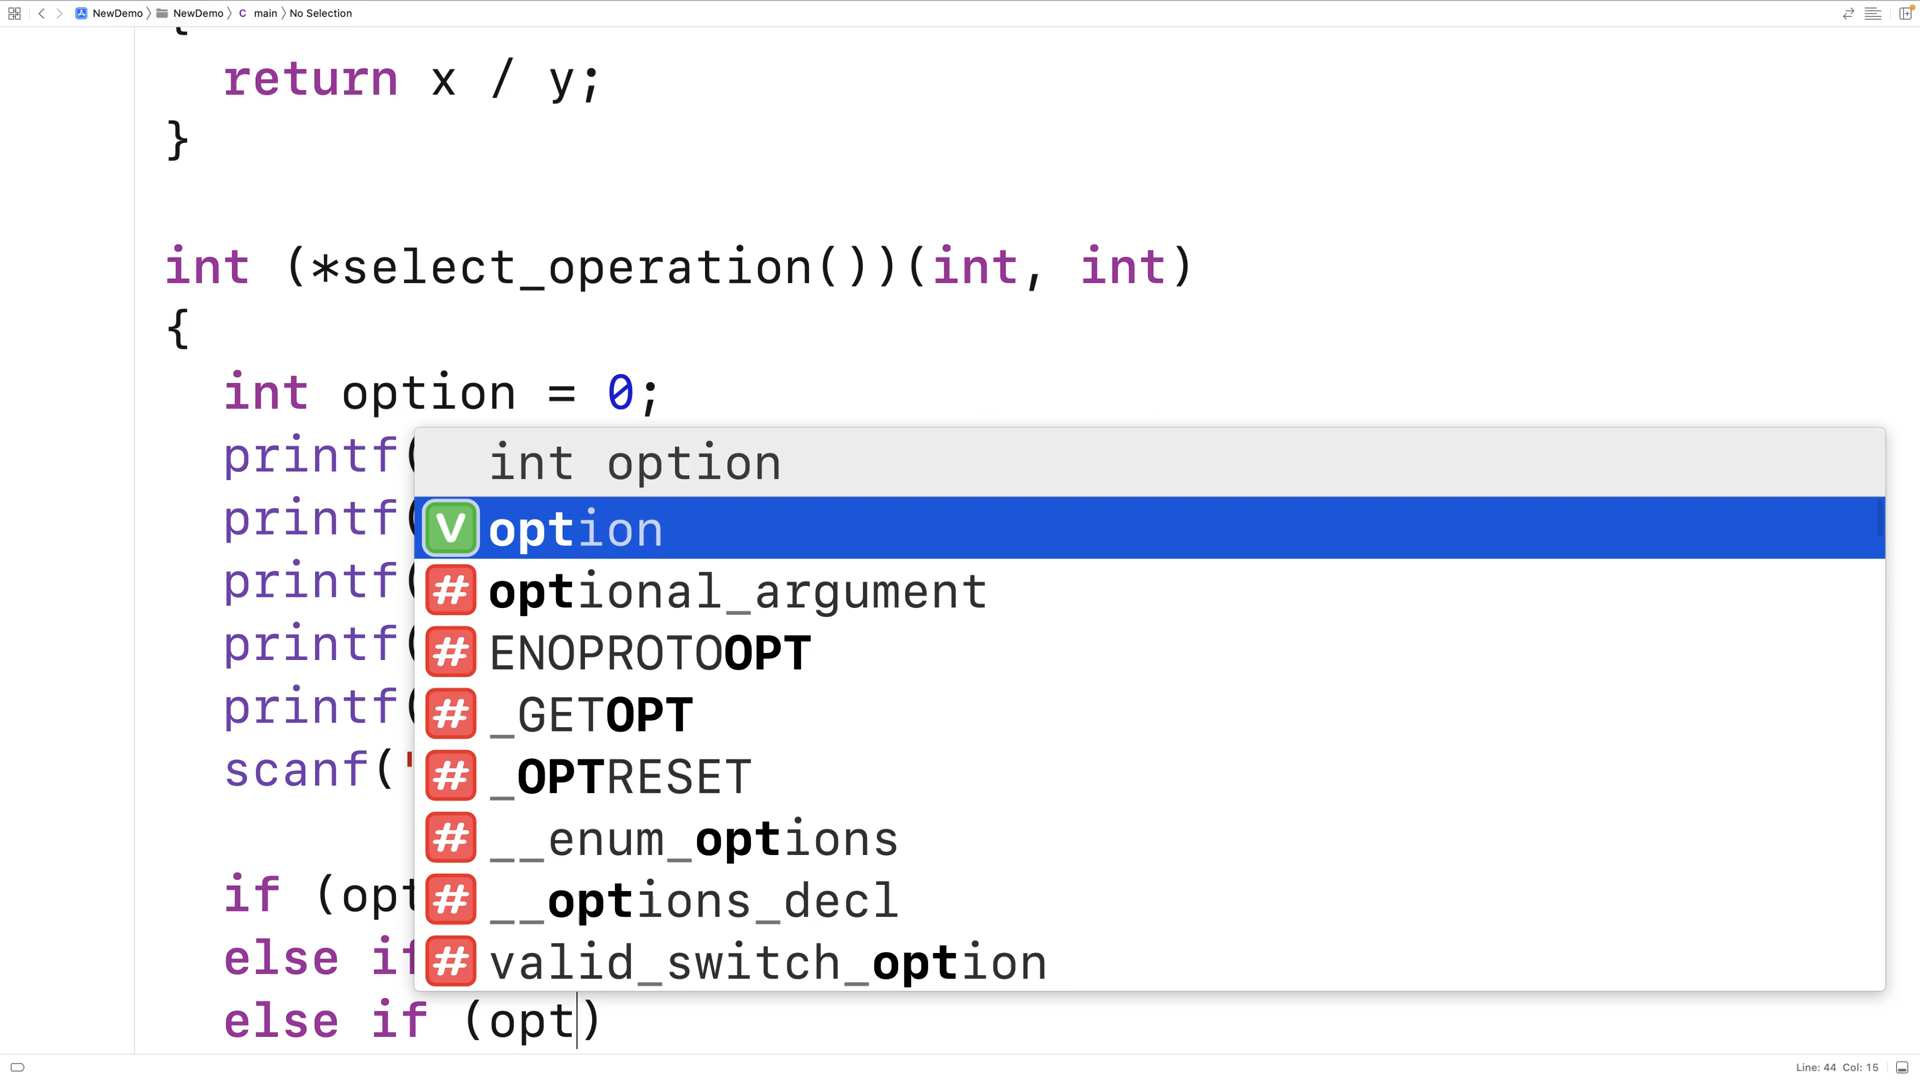 NewDemo NewDemo C main No Selection
{
return x / y;
}
int (*select_operation())(int, int)
{
int option = 0;
printf(
int option
printf(
V option
printf(
# optional_argument
printf(
# ENOPROTOOPT
printf(
# _GETOPT
scanf('
# _OPTRESET
# __enum_options
if (opt
# __options_decl
else if
# valid_switch_option
else if (opt)
Line: 44 Col: 15